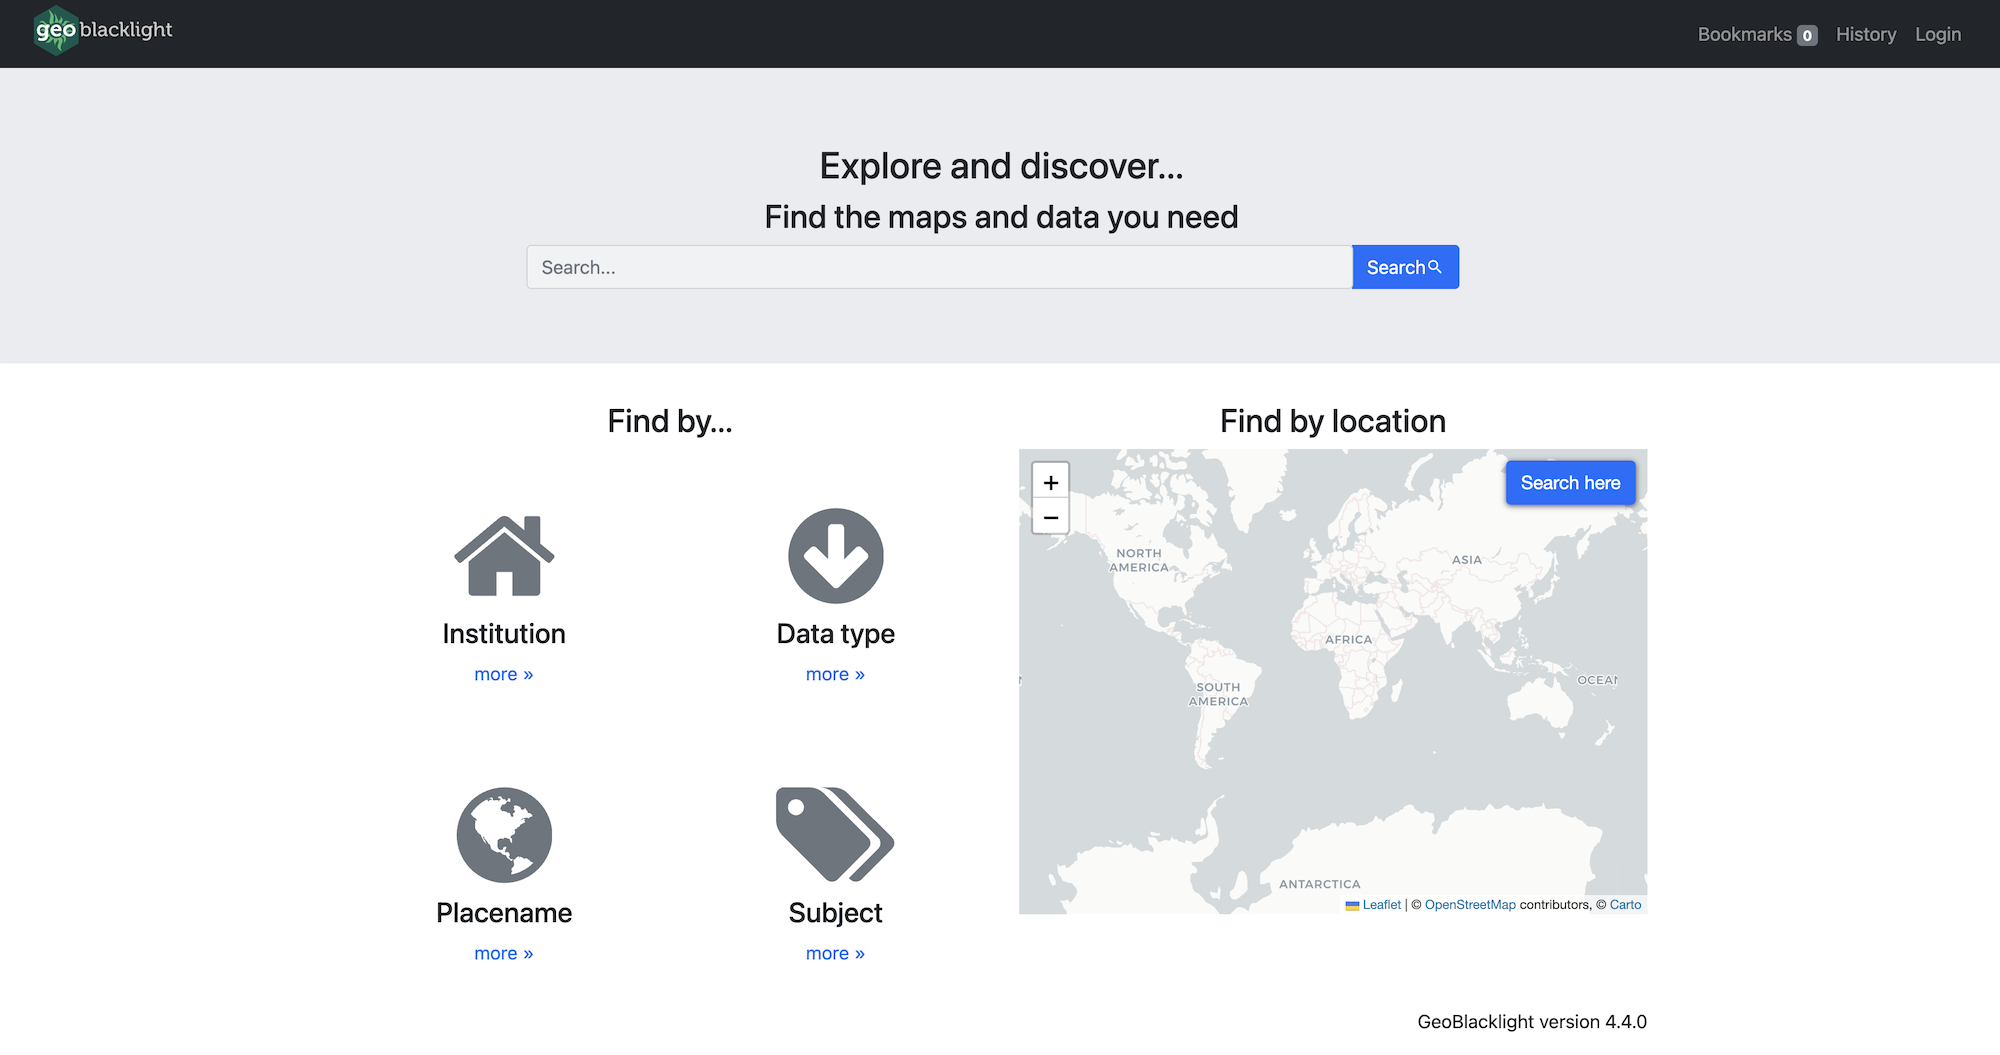 geoblacklight
Bookmarks 0 History Login
Explore and discover...
Find the maps and data you need
Search...
Search
Find by...
Institution
more »
Data type
more »
Placename
more »
Subject
more »
Find by location
+
−
Search here
NORTH
AMERICA
ASIA
AFRICA
SOUTH
AMERICA
OCEAN
ANTARCTICA
Leaflet | © OpenStreetMap contributors, © Carto
GeoBlacklight version 4.4.0